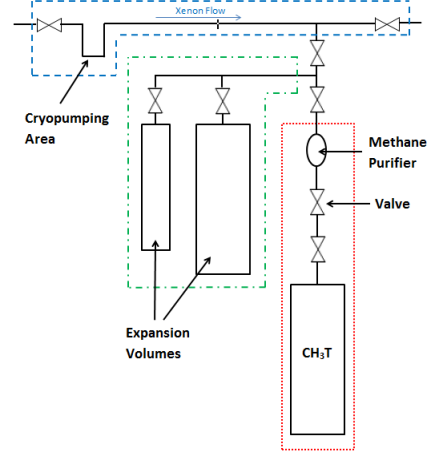 Xenon Flow
Cryopumping
Area
Methane
Purifier
Valve
Expansion
Volumes
CH₃T